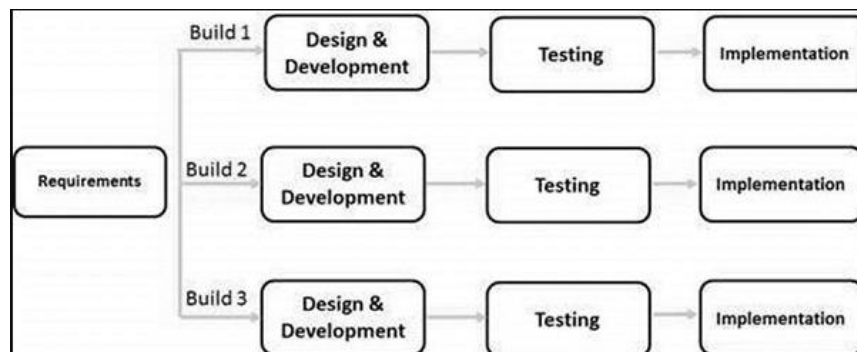 Build 1
Design &
Development
Testing
Implementation
Requirements
Build 2
Design &
Development
Testing
Implementation
Build 3
Design &
Development
Testing
Implementation